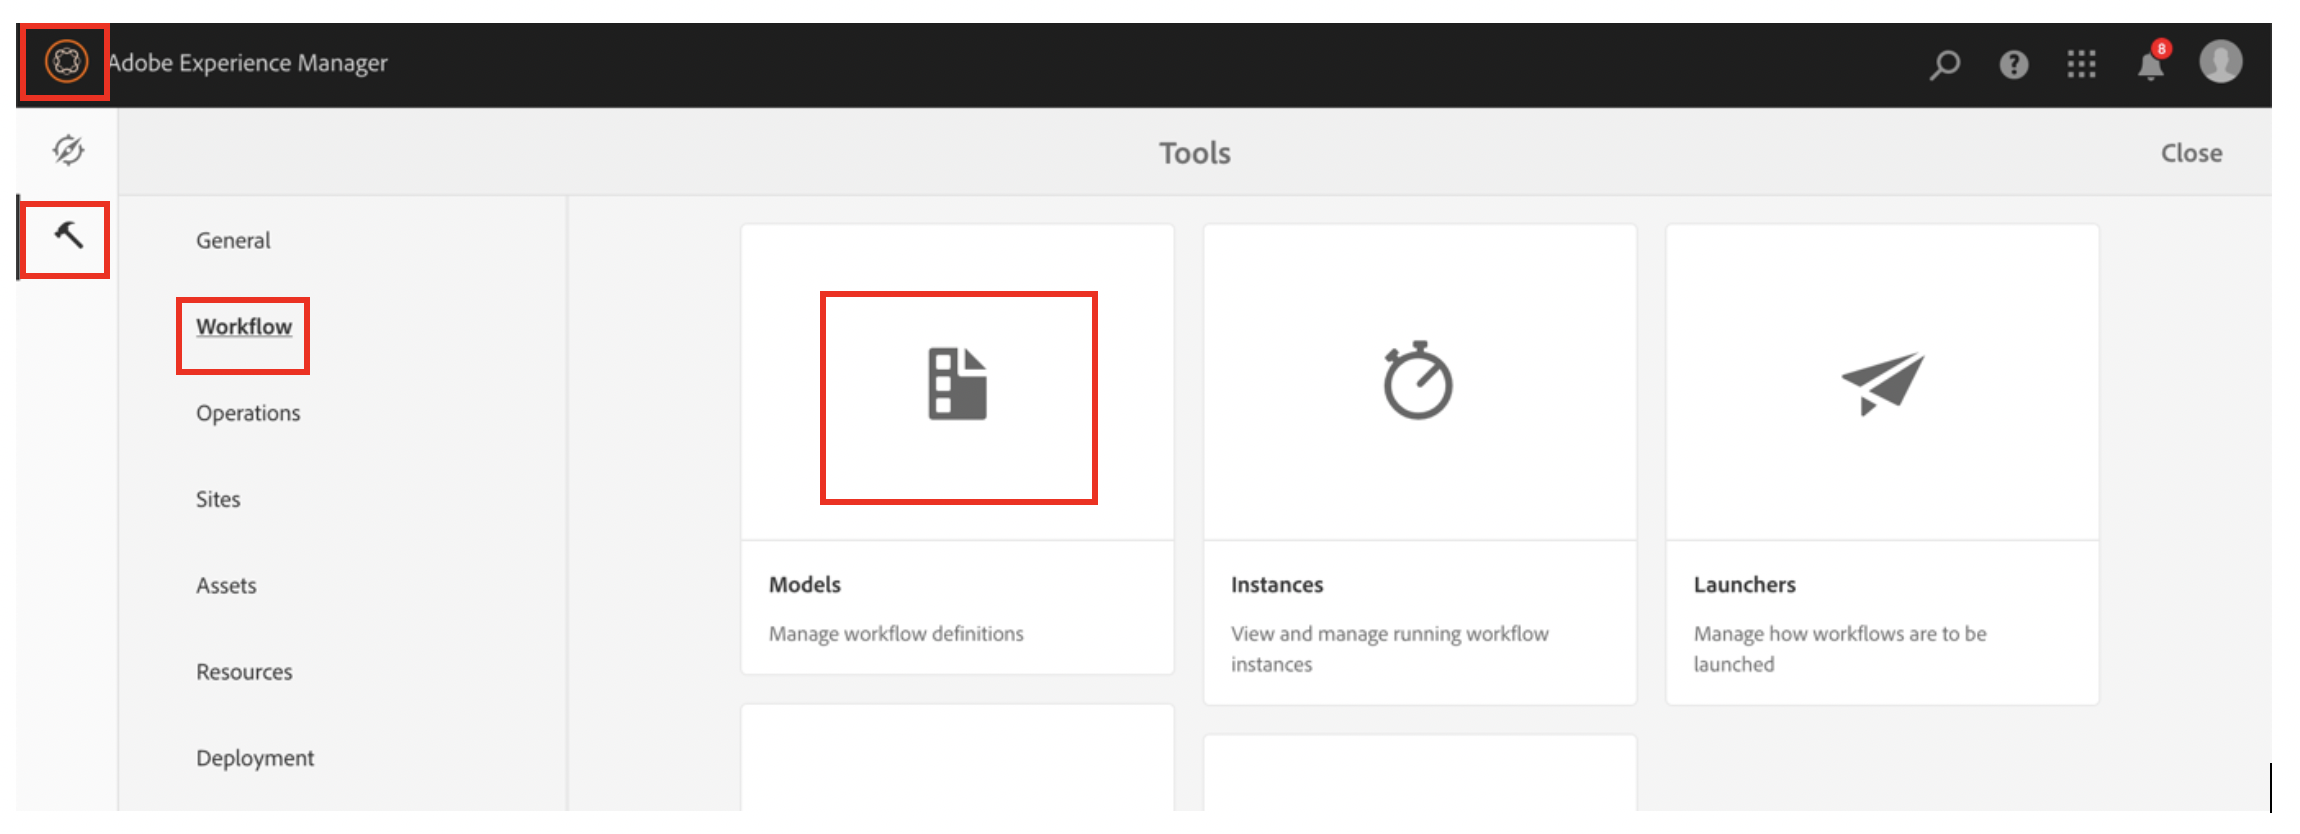 Adobe Experience Manager
8
Tools
Close
General
Workflow
Operations
Sites
Assets
Resources
Deployment
Models
Manage workflow definitions
Instances
View and manage running workflow
instances
Launchers
Manage how workflows are to be
launched